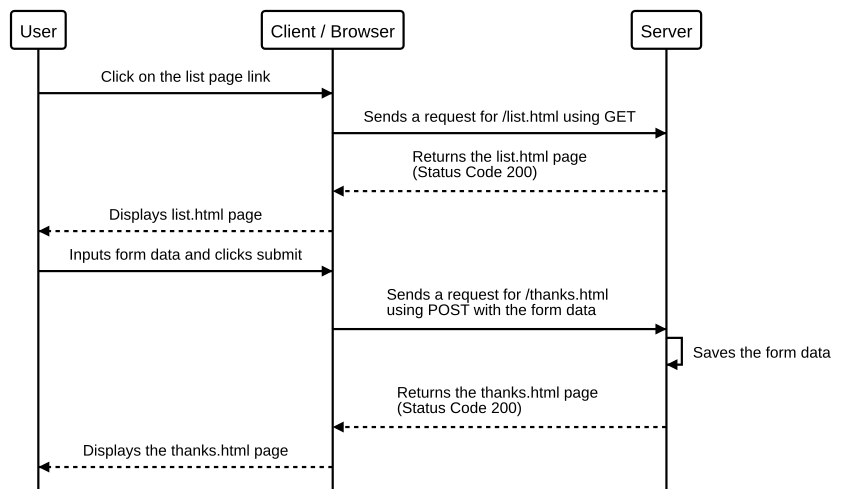 User
Client / Browser
Server
Click on the list page link
Sends a request for /list.html using GET
Returns the list.html page
(Status Code 200)
Displays list.html page
Inputs form data and clicks submit
Sends a request for /thanks.html
using POST with the form data
Saves the form data
Returns the thanks.html page
(Status Code 200)
Displays the thanks.html page